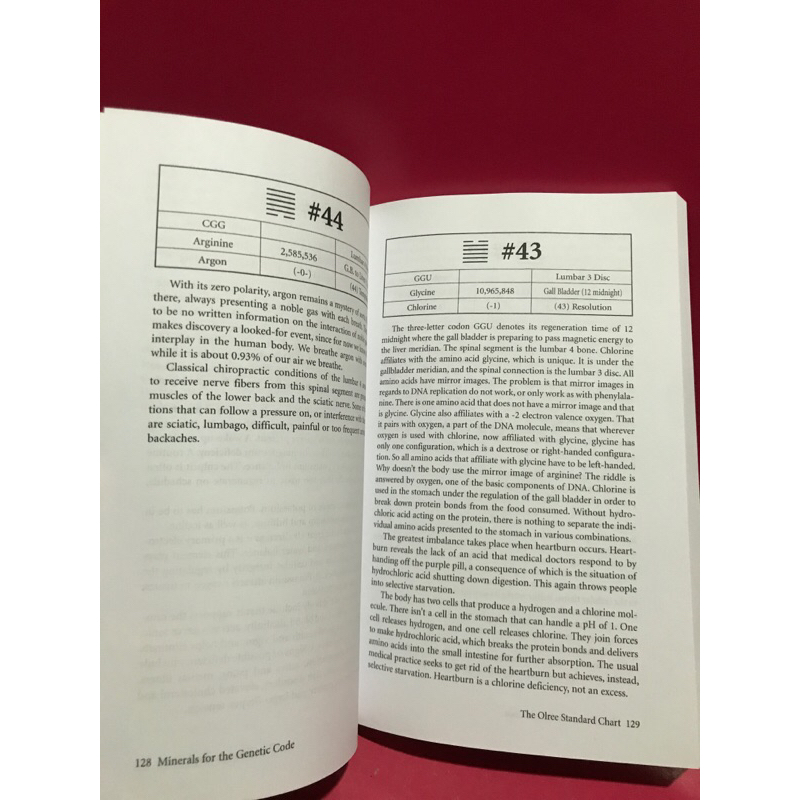 #44
CGG
Arginine
2,585,536
Argon
(-0-)
With its zero polarity, argon remains a mystery of
there, always presenting a noble gas with each breath.
to be no written information on the interaction of
makes discovery a looked-for event, since for now we
interplay in the human body. We breathe argon
while it is about 0.93% of our air we breathe.
Classical chiropractic conditions of the lumbar 4
to receive nerve fibers from this spinal segment are
muscles of the lower back and the sciatic nerve. Some
tions that can follow a pressure on, or interference
are sciatic, lumbago, difficult, painful or too frequent
backaches.
128 Minerals for the Genetic Code
#43
GGU
Lumbar 3 Disc
Glycine
10,965,848
Gall Bladder (12 midnight)
Chlorine
(-1)
(43) Resolution
The three-letter codon GGU denotes its regeneration time of 12
midnight where the gall bladder is preparing to pass magnetic energy to
the liver meridian. The spinal segment is the lumbar 4 bone. Chlorine
affiliates with the amino acid glycine, which is unique. It is under the
gallbladder meridian, and the spinal connection is the lumbar 3 disc. All
amino acids have mirror images. The problem is that mirror images in
regards to DNA replication do not work, or only work as with phenylala-
nine. There is one amino acid that does not have a mirror image and that
is glycine. Glycine also affiliates with a -2 electron valence oxygen. That
it pairs with oxygen, a part of the DNA molecule, means that wherever
oxygen is used with chlorine, now affiliated with glycine, glycine has
only one configuration, which is a dextrose or right-handed configura-
tion. So all amino acids that affiliate with glycine have to be left-handed.
Why doesn't the body use the mirror image of arginine? The riddle is
answered by oxygen, one of the basic components of DNA. Chlorine is
used in the stomach under the regulation of the gall bladder in order to
break down protein bonds from the food consumed. Without hydro-
chloric acid acting on the protein, there is nothing to separate the indi-
vidual amino acids presented to the stomach in various combinations.
The greatest imbalance takes place when heartburn occurs. Heart-
burn reveals the lack of an acid that medical doctors respond to by
handing off the purple pill, a consequence of which is the situation of
hydrochloric acid shutting down digestion. This again throws people
into selective starvation.
The body has two cells that produce a hydrogen and a chlorine mol-
ecule. There isn't a cell in the stomach that can handle a pH of 1. One
cell releases hydrogen, and one cell releases chlorine. They join forces
to make hydrochloric acid, which breaks the protein bonds and delivers
amino acids into the small intestine for further absorption. The usual
medical practice seeks to get rid of the heartburn but achieves, instead,
selective starvation. Heartburn is a chlorine deficiency, not an excess.
The Olree Standard Chart 129